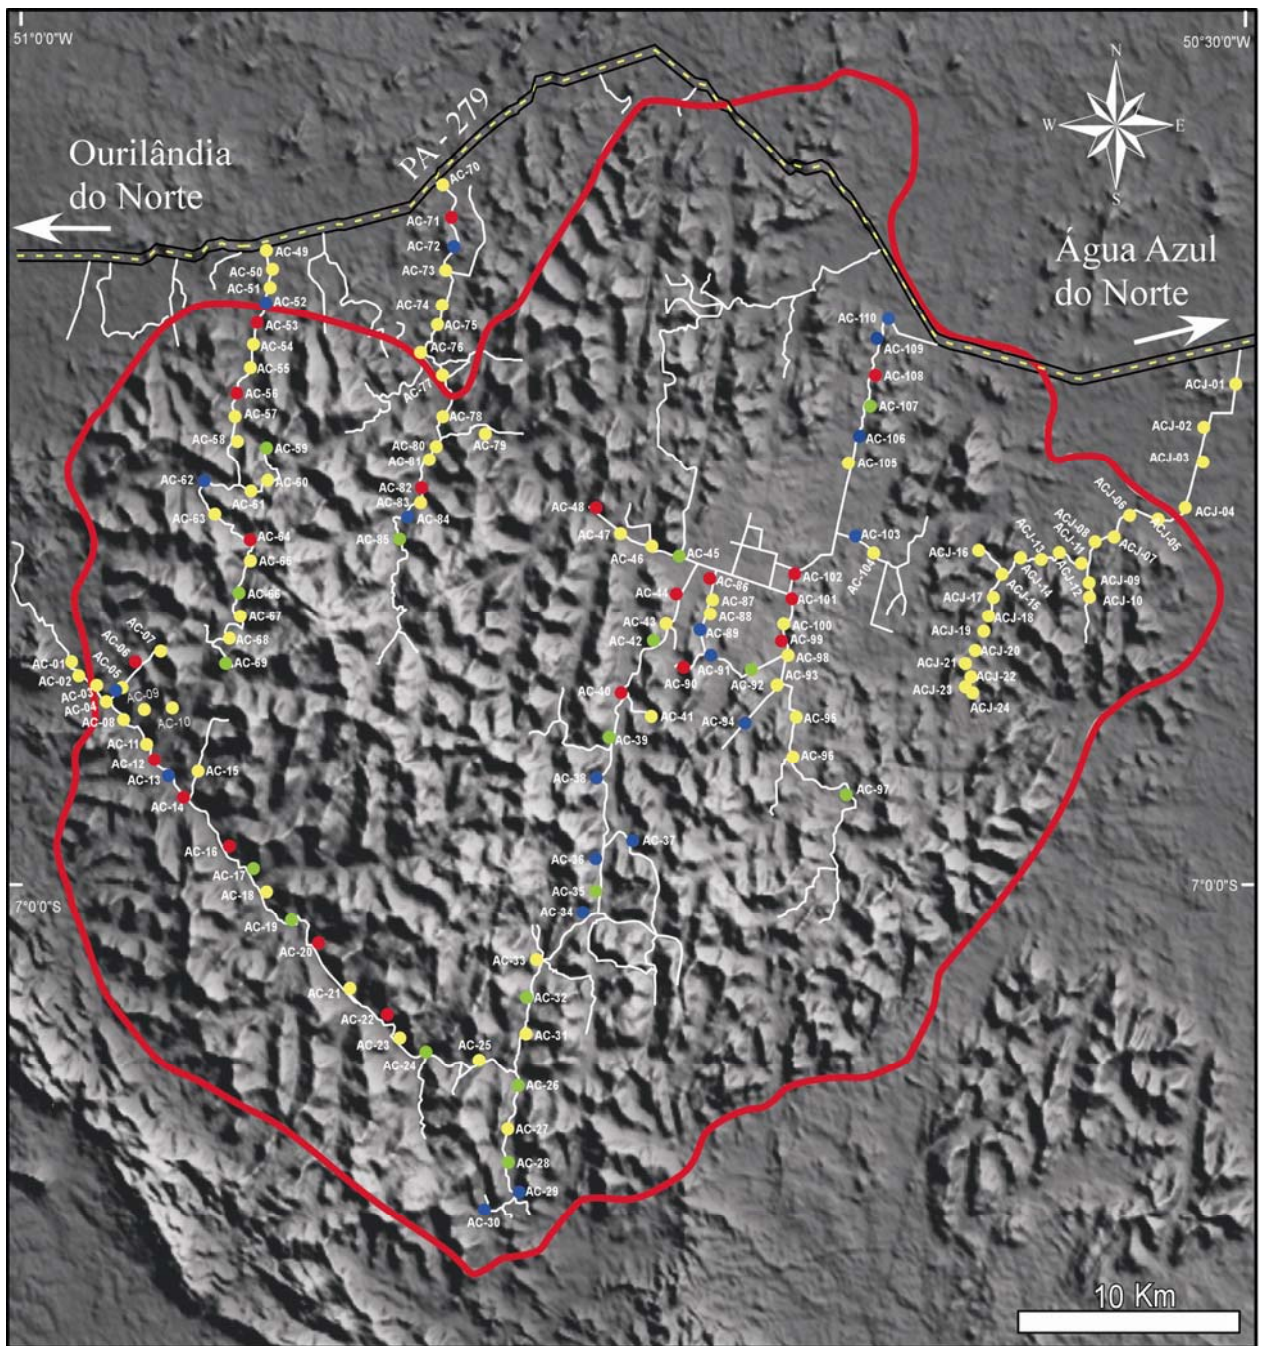 51°0'0"W
50°30'0"W
N
W
E
S
PA - 279
Ourilândia
do Norte
Água Azul
do Norte
AC-70
AC-71
AC-72
AC-73
AC-74
AC-75
AC-76
AC-77
AC-78
AC-79
AC-80
AC-81
AC-82
AC-83
AC-84
AC-85
AC-49
AC-50
AC-51
AC-52
AC-53
AC-54
AC-55
AC-56
AC-57
AC-58
AC-59
AC-60
AC-61
AC-62
AC-63
AC-64
AC-66
AC-66
AC-67
AC-68
AC-69
AC-110
AC-109
AC-108
AC-107
AC-106
AC-105
AC-103
AC-104
AC-102
AC-101
AC-100
AC-99
AC-98
AC-93
AC-92
AC-94
AC-95
AC-96
AC-97
AC-48
AC-47
AC-46
AC-45
AC-44
AC-43
AC-42
AC-86
AC-87
AC-88
AC-89
AC-90
AC-91
AC-40
AC-41
AC-39
AC-38
AC-37
AC-36
AC-35
AC-34
AC-33
AC-32
AC-31
AC-26
AC-27
AC-28
AC-29
AC-30
ACJ-01
ACJ-02
ACJ-03
ACJ-04
ACJ-05
ACJ-06
ACJ-07
ACJ-08
ACJ-09
ACJ-10
ACJ-11
ACJ-12
ACJ-13
ACJ-14
ACJ-15
ACJ-16
ACJ-17
ACJ-18
ACJ-19
ACJ-20
ACJ-21
ACJ-22
ACJ-23
ACJ-24
AC-01
AC-02
AC-03
AC-04
AC-05
AC-06
AC-07
AC-08
AC-09
AC-10
AC-11
AC-12
AC-13
AC-14
AC-15
AC-16
AC-17
AC-18
AC-19
AC-20
AC-21
AC-22
AC-23
AC-24
AC-25
7°0'0"S
7°0'0"S
10 Km